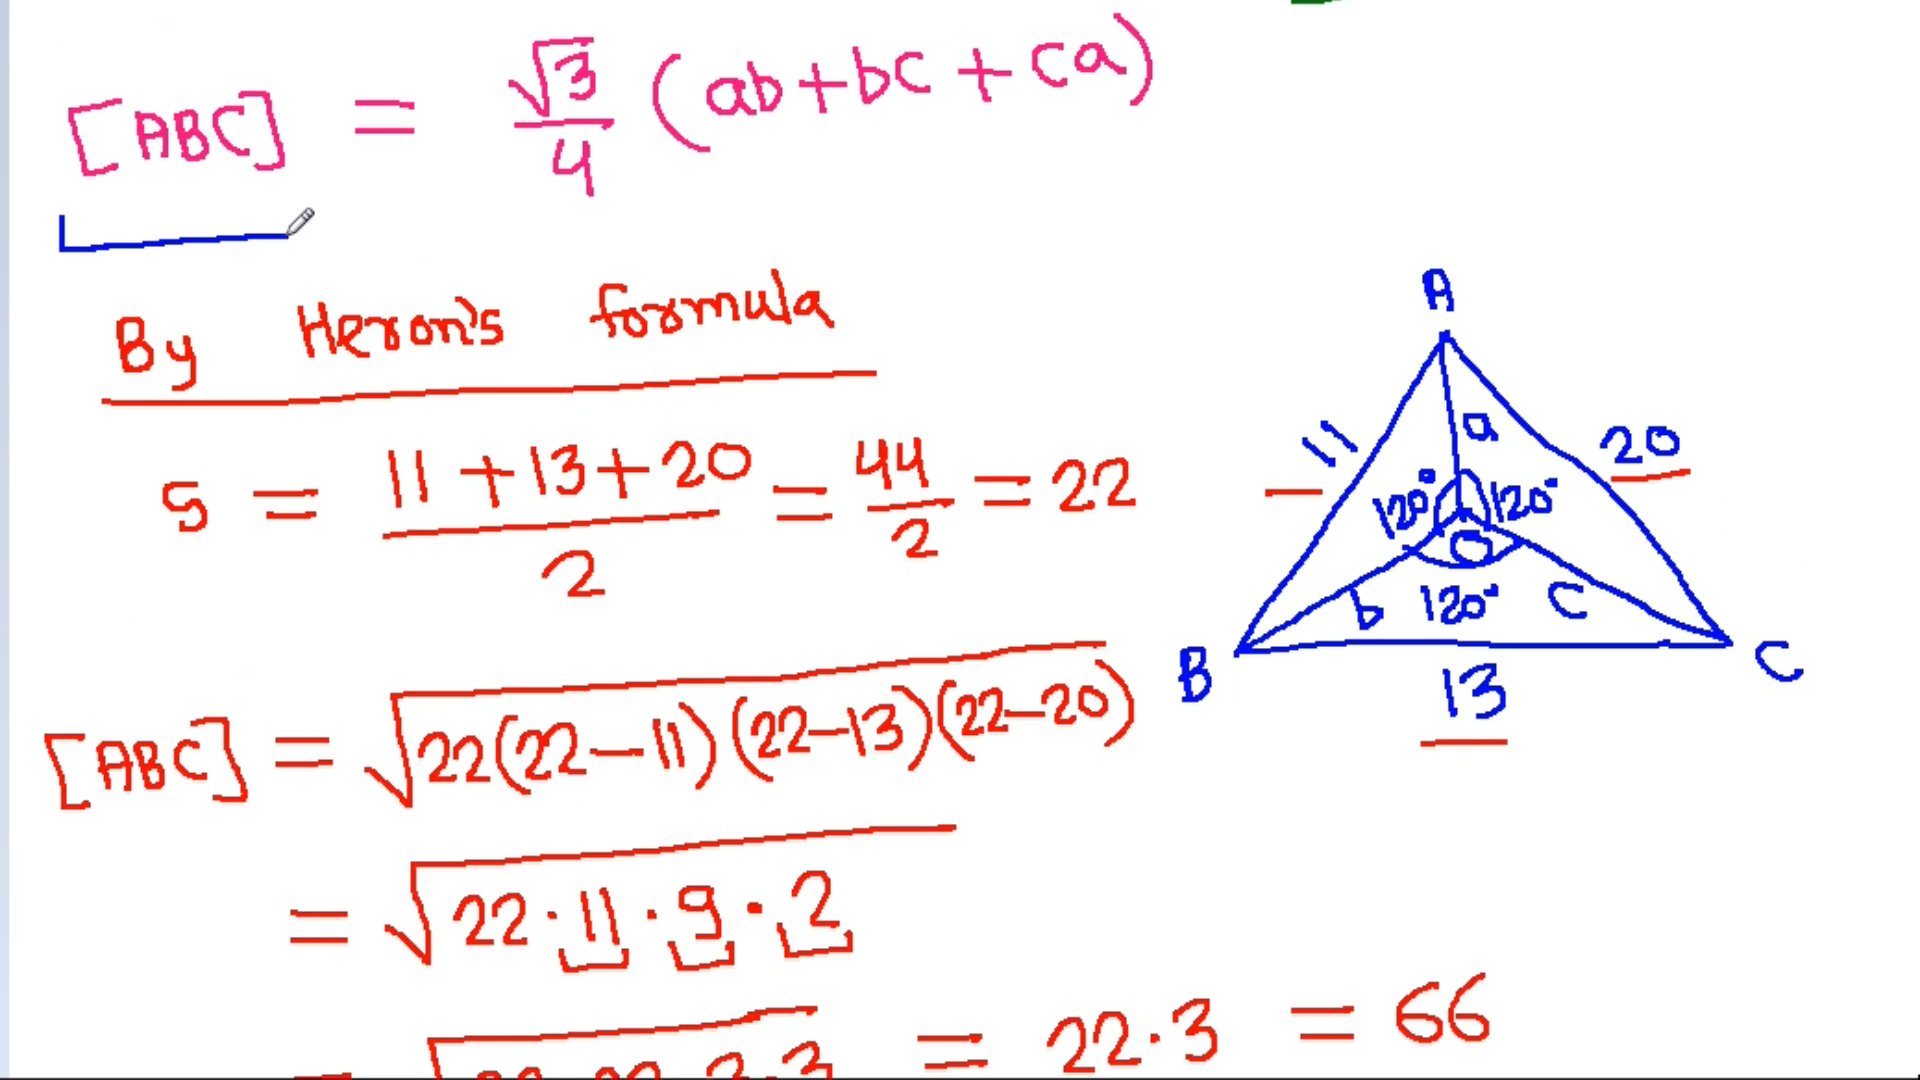 [ABC] = √3/4 (ab+bc+ca)
By Heron's formula
S = 11+13+20/2 = 44/2 = 22
[ABC] = √22(22-11)(22-13)(22-20)
= √22·11·9·2
= 22·3 = 66
A
11
a
20
120° 120°
O
b 120° C
B C
13